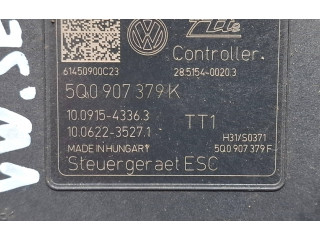 Ate
Controller
61450900C23
28.5154-0020.3
5Q0 907 379 K
10.0915-4336.3
TT1
10.0622-3527.1
H31/S0371
MADE IN HUNGARY
5Q0 907 379 F
Steuergeraet ESC